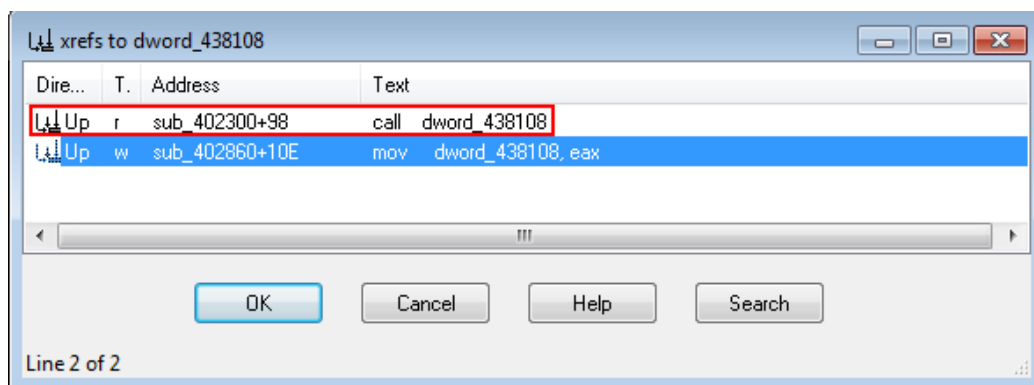 xrefs to dword_438108
Dire... T. Address Text
Up r sub_402300+98 call dword_438108
Up w sub_402860+10E mov dword_438108, eax
OK Cancel Help Search
Line 2 of 2